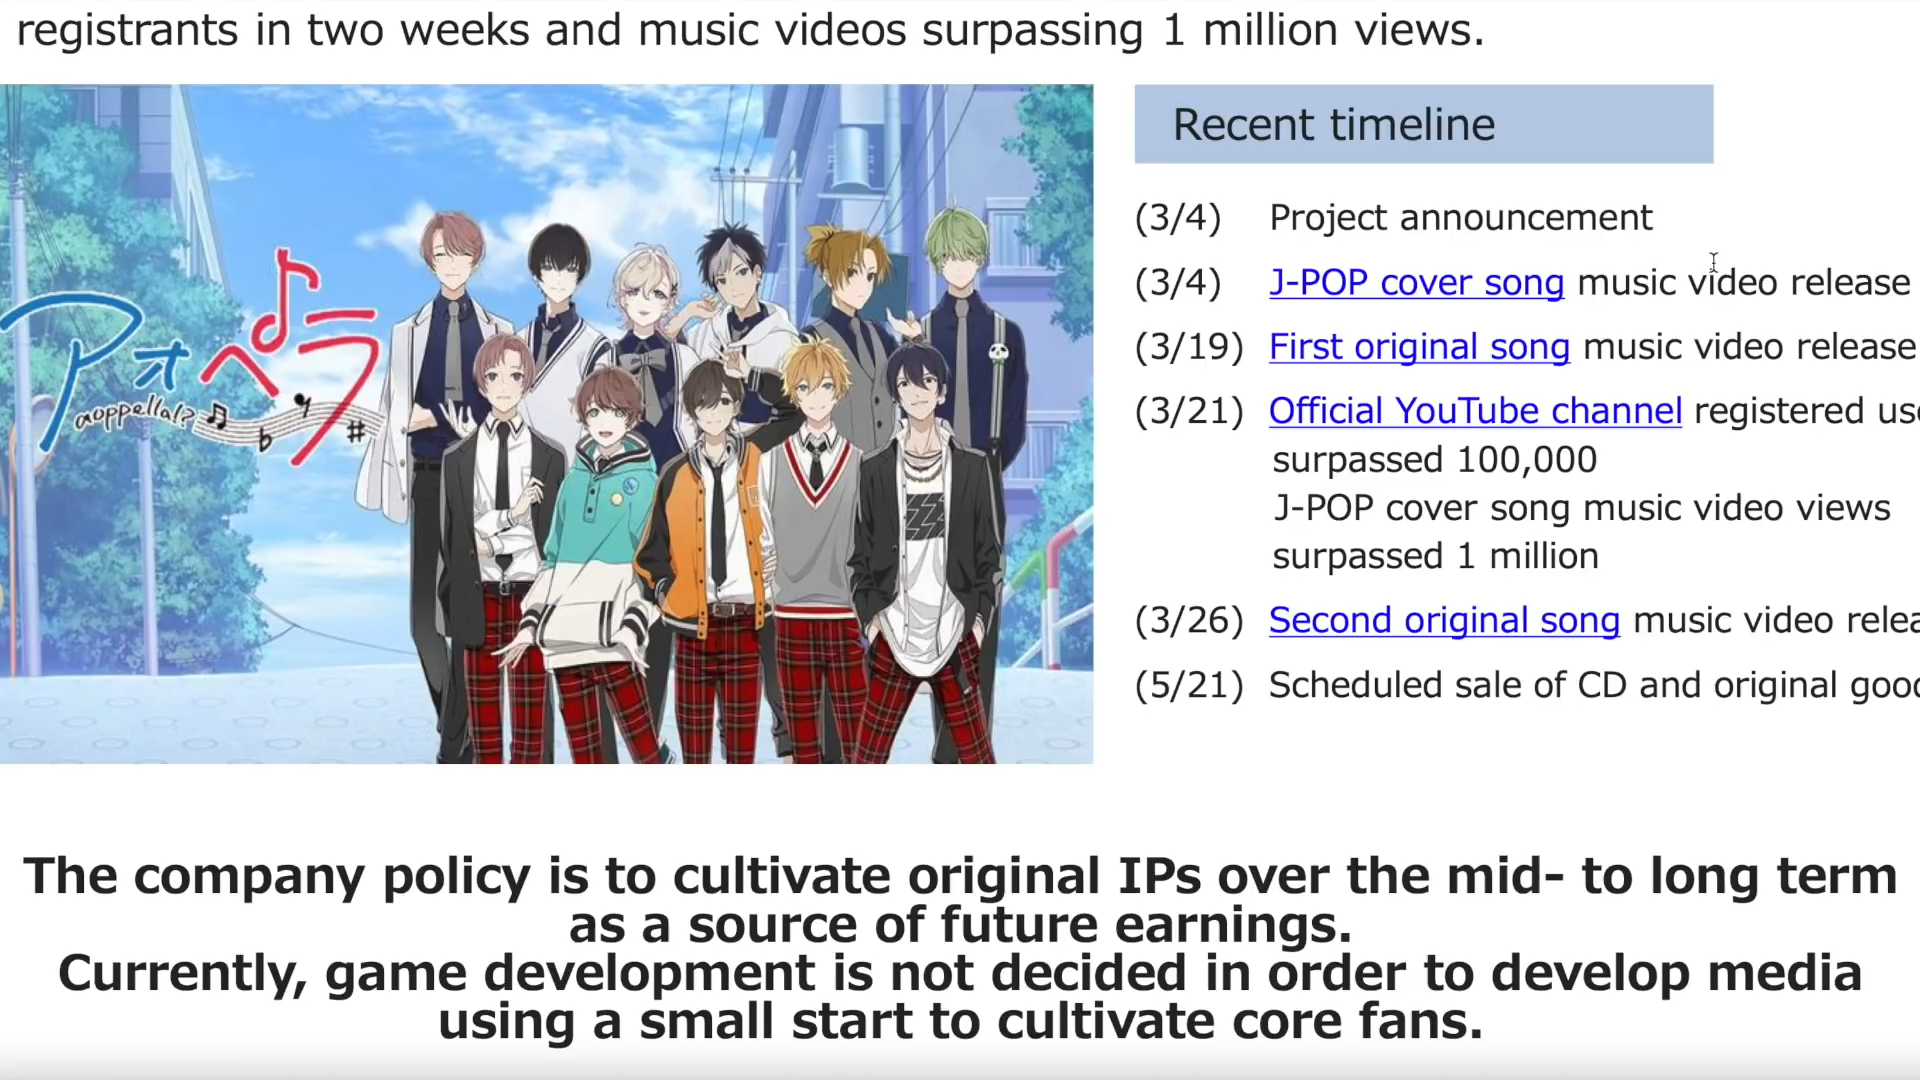 registrants in two weeks and music videos surpassing 1 million views.
アオペラ
aoppella!?
Recent timeline
(3/4) Project announcement
(3/4) J-POP cover song music video release
(3/19) First original song music video release
(3/21) Official YouTube channel registered
surpassed 100,000
J-POP cover song music video views
surpassed 1 million
(3/26) Second original song music video
(5/21) Scheduled sale of CD and original
The company policy is to cultivate original IPs over the mid- to long term
as a source of future earnings.
Currently, game development is not decided in order to develop media
using a small start to cultivate core fans.